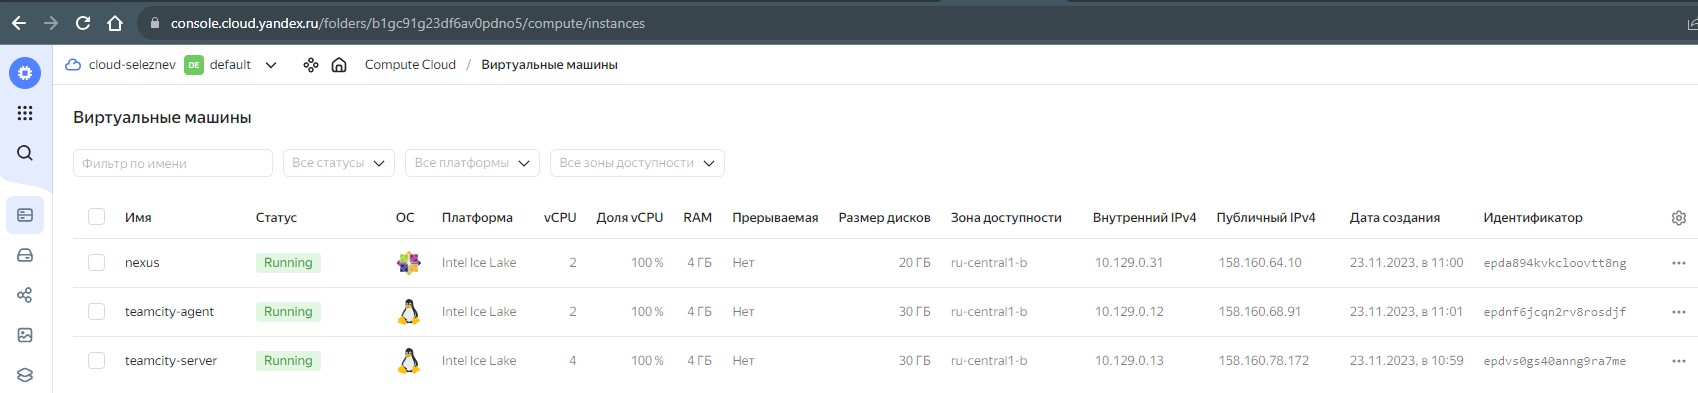 console.cloud.yandex.ru/folders/b1gc91g23df6av0pdno5/compute/instances
cloud-seleznev DE default Compute Cloud / Виртуальные машины
Виртуальные машины
Фильтр по имени Все статусы Все платформы Все зоны доступности
Имя Статус ОС Платформа vCPU Доля vCPU RAM Прерываемая Размер дисков Зона доступности Внутренний IPv4 Публичный IPv4 Дата создания Идентификатор
nexus Running Intel Ice Lake 2 100 % 4 ГБ Нет 20 ГБ ru-central1-b 10.129.0.31 158.160.64.10 23.11.2023, в 11:00 epda894kvkcloovtt8ng
teamcity-agent Running Intel Ice Lake 2 100 % 4 ГБ Нет 30 ГБ ru-central1-b 10.129.0.12 158.160.68.91 23.11.2023, в 11:01 epdnf6jcqn2rv8rosdjf
teamcity-server Running Intel Ice Lake 4 100 % 4 ГБ Нет 30 ГБ ru-central1-b 10.129.0.13 158.160.78.172 23.11.2023, в 10:59 epdvs0gs40anng9ra7me